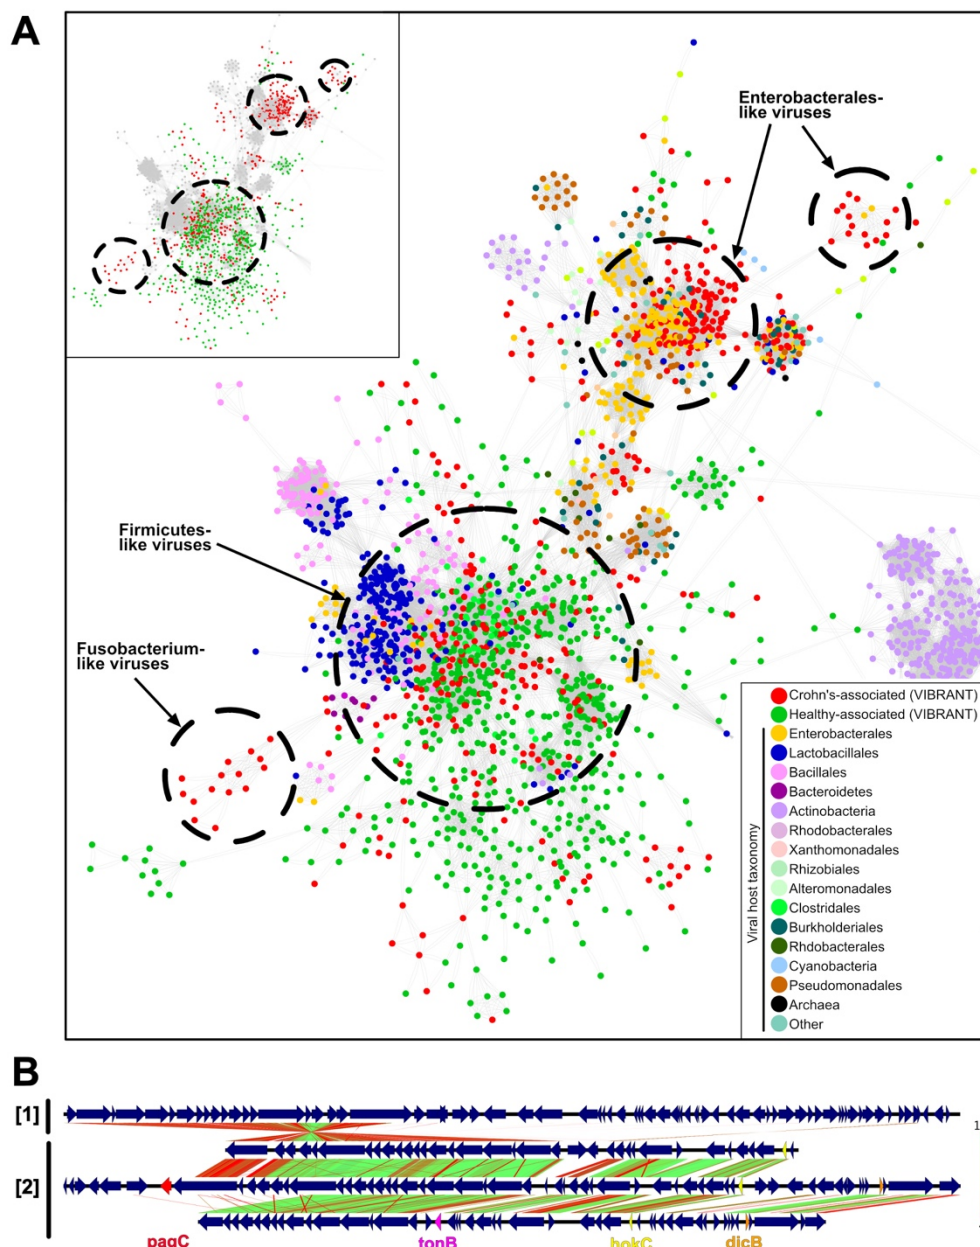 A
Enterobacterales-
like viruses
Firmicutes-
like viruses
Fusobacterium-
like viruses
Crohn's-associated (VIBRANT)
Healthy-associated (VIBRANT)
Viral host taxonomy
Enterobacterales
Lactobacillales
Bacillales
Bacteroidetes
Actinobacteria
Rhodobacterales
Xanthomonadales
Rhizobiales
Alteromonadales
Clostridales
Burkholderiales
Rhdobacterales
Cyanobacteria
Pseudomonadales
Archaea
Other
B
[1]
1
[2]
pagC tonB hokC dicB